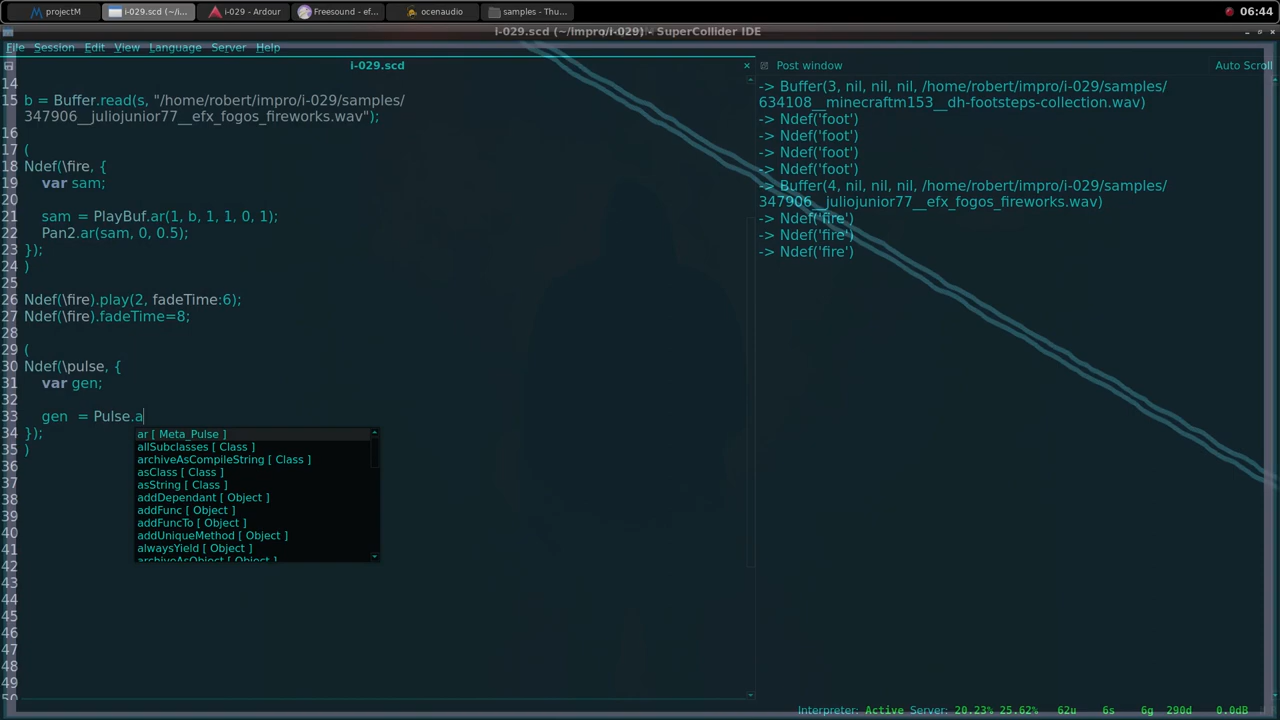 projectM
i-029.scd (~/i...
i-029 - Ardour
Freesound - ef...
ocenaudio
samples - Thu...
06:44
i-029.scd (~/impro/i-029) - SuperCollider IDE
File Session Edit View Language Server Help
i-029.scd
Post window
Auto Scroll
14
15 b = Buffer.read(s, "/home/robert/impro/i-029/samples/
347906__juliojunior77__efx_fogos_fireworks.wav");
16
17 (
18 Ndef(\fire, {
19 var sam;
20
21 sam = PlayBuf.ar(1, b, 1, 1, 0, 1);
22 Pan2.ar(sam, 0, 0.5);
23 });
24 )
25
26 Ndef(\fire).play(2, fadeTime:6);
27 Ndef(\fire).fadeTime=8;
28
29 (
30 Ndef(\pulse, {
31 var gen;
32
33 gen = Pulse.a
34 });
35 )
36
37
38
39
40
41
42
43
44
45
46
47
48
49
50
ar [ Meta_Pulse ]
allSubclasses [ Class ]
archiveAsCompileString [ Class ]
asClass [ Class ]
asString [ Class ]
addDependant [ Object ]
addFunc [ Object ]
addFuncTo [ Object ]
addUniqueMethod [ Object ]
alwaysYield [ Object ]
archiveAsObject [ Object ]
-> Buffer(3, nil, nil, nil, /home/robert/impro/i-029/samples/
634108__minecraftm153__dh-footsteps-collection.wav)
-> Ndef('foot')
-> Ndef('foot')
-> Ndef('foot')
-> Ndef('foot')
-> Buffer(4, nil, nil, nil, /home/robert/impro/i-029/samples/
347906__juliojunior77__efx_fogos_fireworks.wav)
-> Ndef('fire')
-> Ndef('fire')
-> Ndef('fire')
Interpreter: Active Server: 20.23% 25.62% 62u 6s 6g 290d 0.0dB